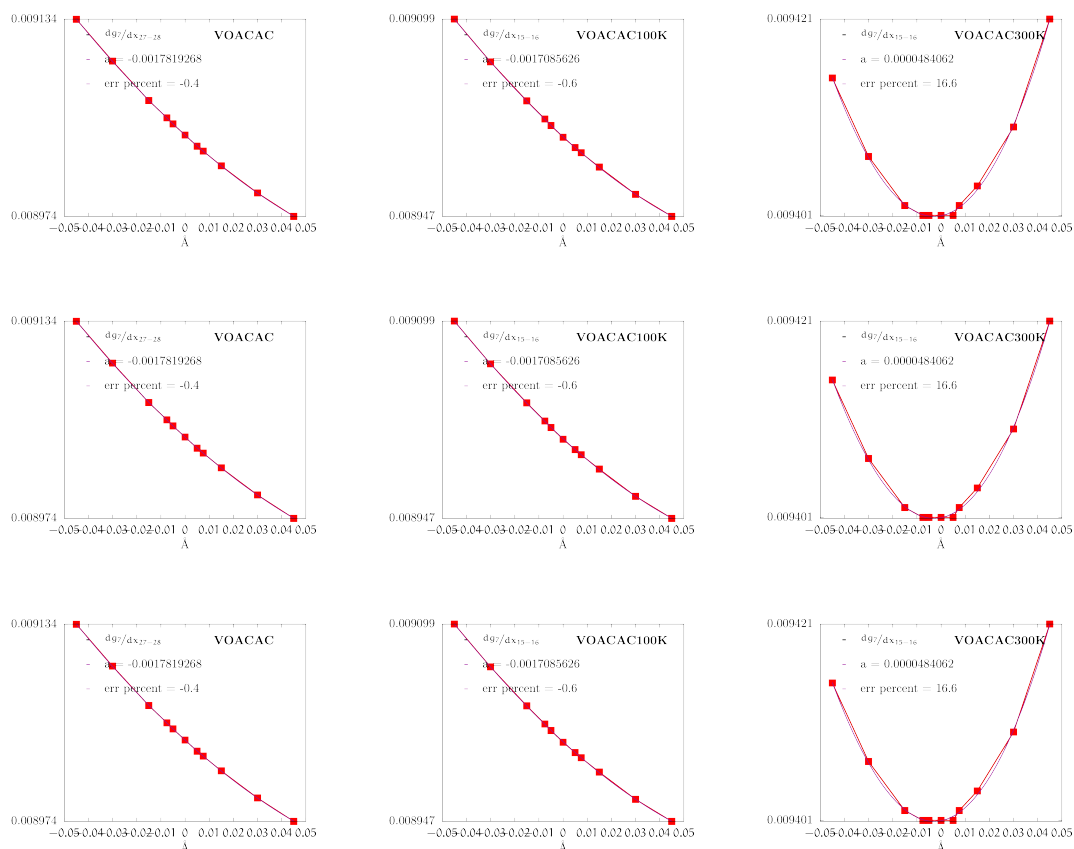 0.009134
dg₇/dx₂₇₋₂₈ VOACAC
a = -0.0017819268
err percent = -0.4
0.008974
−0.05 −0.04 −0.03 −0.02 −0.01 0 0.01 0.02 0.03 0.04 0.05
Å
0.009099
dg₇/dx₁₅₋₁₆ VOACAC100K
a = -0.0017085626
err percent = -0.6
0.008947
−0.05 −0.04 −0.03 −0.02 −0.01 0 0.01 0.02 0.03 0.04 0.05
Å
0.009421
dg₇/dx₁₅₋₁₆ VOACAC300K
a = 0.0000484062
err percent = 16.6
0.009401
−0.05 −0.04 −0.03 −0.02 −0.01 0 0.01 0.02 0.03 0.04 0.05
Å
0.009134
dg₇/dx₂₇₋₂₈ VOACAC
a = -0.0017819268
err percent = -0.4
0.008974
−0.05 −0.04 −0.03 −0.02 −0.01 0 0.01 0.02 0.03 0.04 0.05
Å
0.009099
dg₇/dx₁₅₋₁₆ VOACAC100K
a = -0.0017085626
err percent = -0.6
0.008947
−0.05 −0.04 −0.03 −0.02 −0.01 0 0.01 0.02 0.03 0.04 0.05
Å
0.009421
dg₇/dx₁₅₋₁₆ VOACAC300K
a = 0.0000484062
err percent = 16.6
0.009401
−0.05 −0.04 −0.03 −0.02 −0.01 0 0.01 0.02 0.03 0.04 0.05
Å
0.009134
dg₇/dx₂₇₋₂₈ VOACAC
a = -0.0017819268
err percent = -0.4
0.008974
−0.05 −0.04 −0.03 −0.02 −0.01 0 0.01 0.02 0.03 0.04 0.05
Å
0.009099
dg₇/dx₁₅₋₁₆ VOACAC100K
a = -0.0017085626
err percent = -0.6
0.008947
−0.05 −0.04 −0.03 −0.02 −0.01 0 0.01 0.02 0.03 0.04 0.05
Å
0.009421
dg₇/dx₁₅₋₁₆ VOACAC300K
a = 0.0000484062
err percent = 16.6
0.009401
−0.05 −0.04 −0.03 −0.02 −0.01 0 0.01 0.02 0.03 0.04 0.05
Å